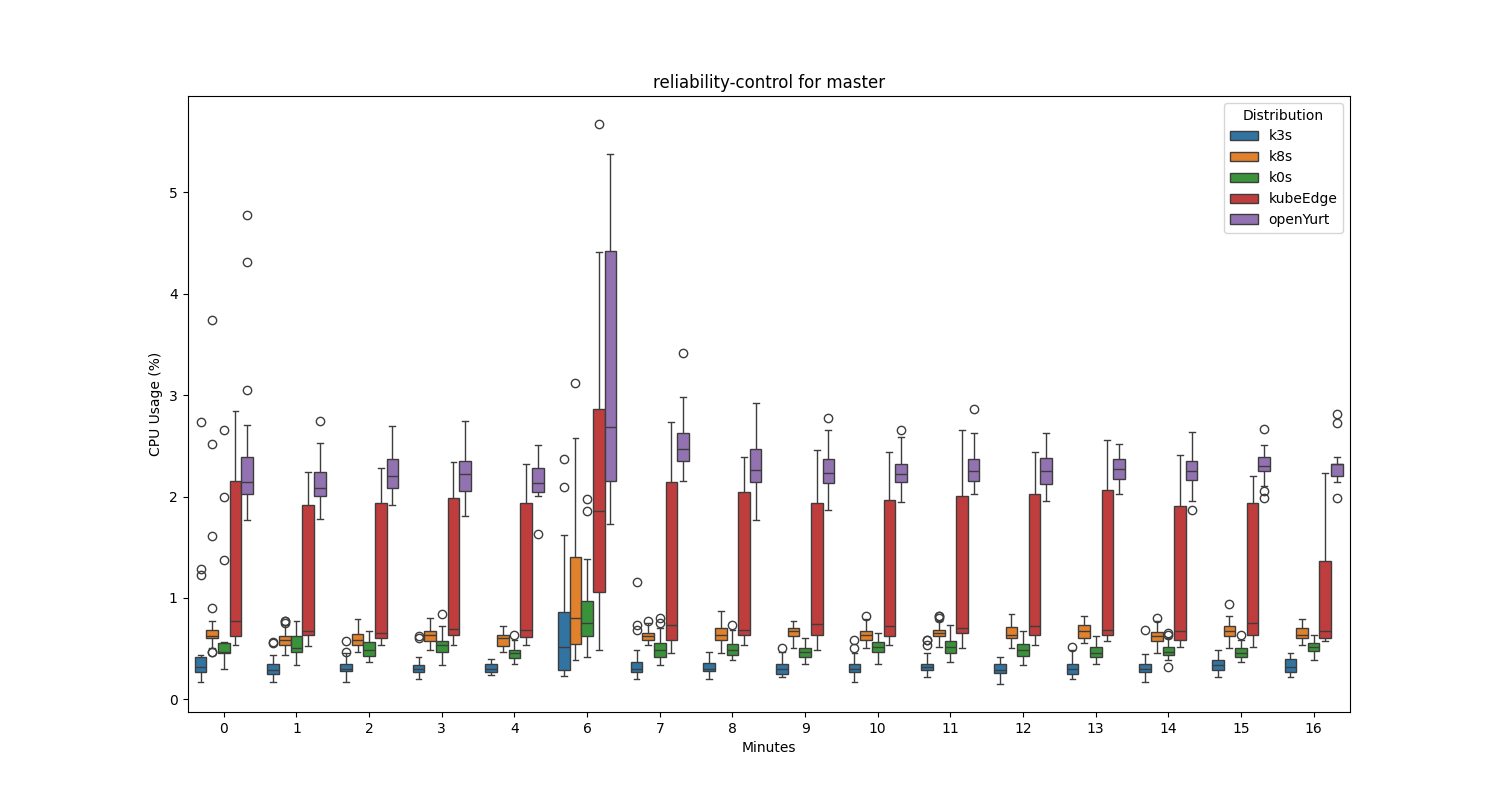 reliability-control for master
Distribution
k3s
k8s
k0s
kubeEdge
openYurt
CPU Usage (%)
5
4
3
2
1
0
0 1 2 3 4 6 7 8 9 10 11 12 13 14 15 16
Minutes